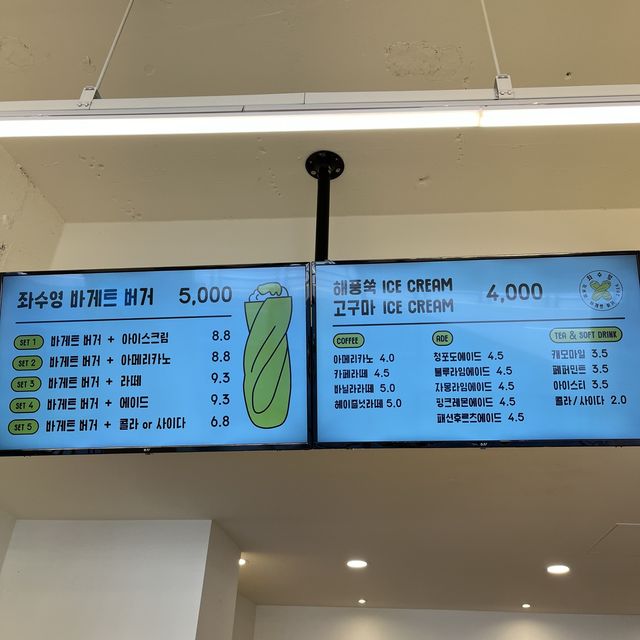 좌수영 바게트 버거 5,000
SET 1 바게트 버거 + 아이스크림 8.8
SET 2 바게트 버거 + 아메리카노 8.8
SET 3 바게트 버거 + 라떼 9.3
SET 4 바게트 버거 + 에이드 9.3
SET 5 바게트 버거 + 콜라 or 사이다 6.8
해풍쑥 ICE CREAM
고구마 ICE CREAM
4,000
COFFEE
아메리카노 4.0
카페라떼 4.5
바닐라라떼 5.0
헤이즐넛라떼 5.0
ADE
청포도에이드 4.5
블루라임에이드 4.5
자몽라임에이드 4.5
핑크레몬에이드 4.5
패션후르츠에이드 4.5
TEA & SOFT DRINK
캐모마일 3.5
페퍼민트 3.5
아이스티 3.5
콜라/사이다 2.0
좌수영